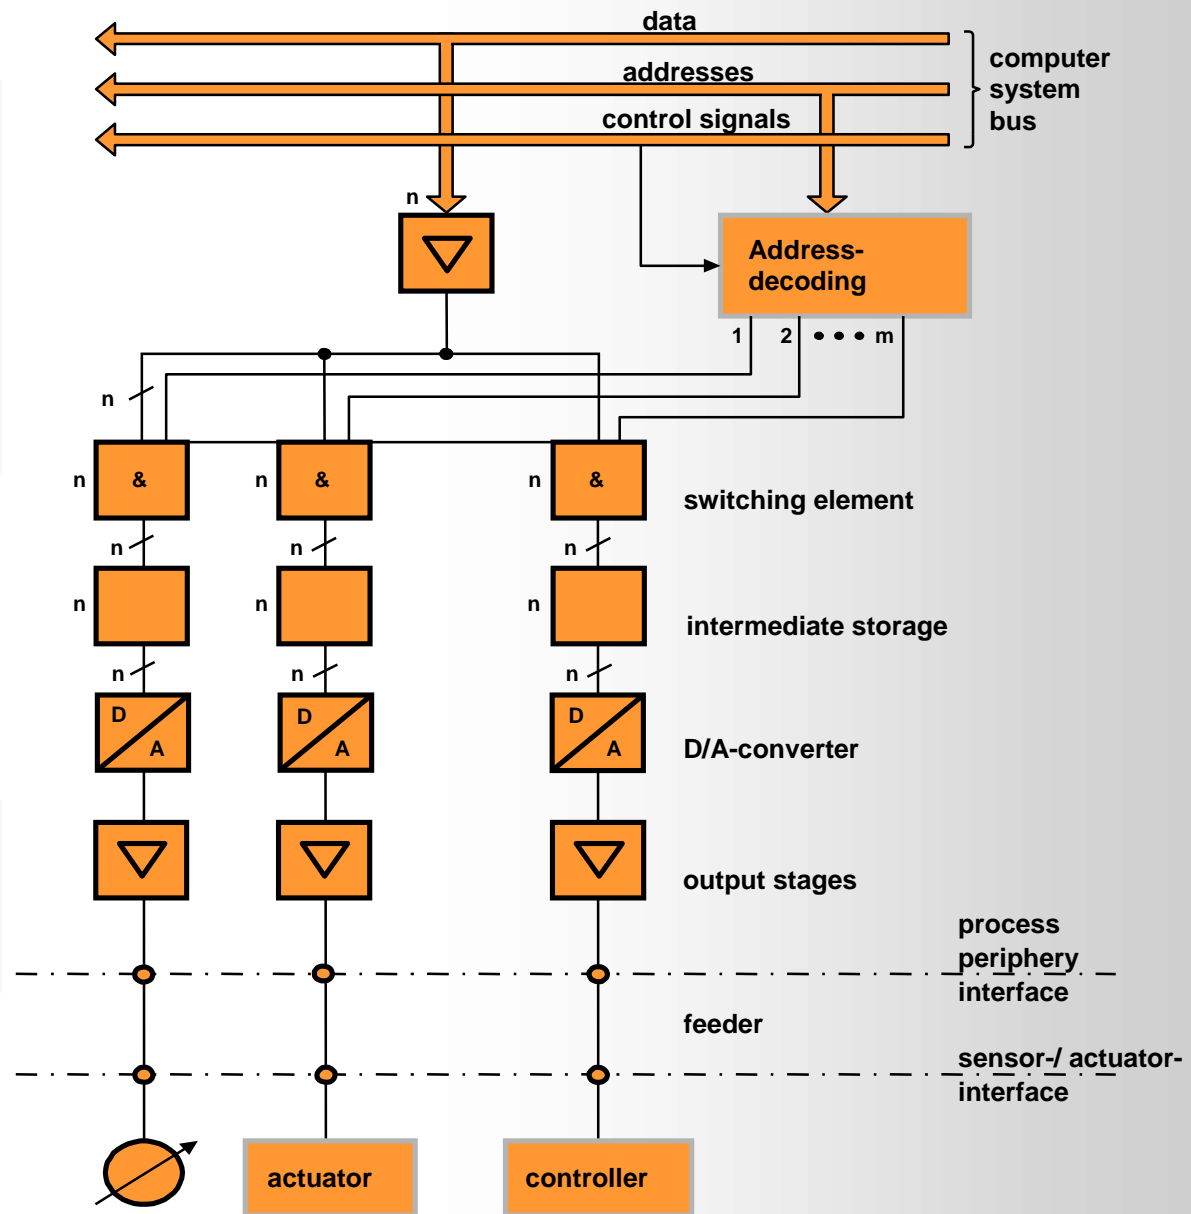 data
computer
addresses
system
control signals
bus
n
Address-
decoding
1 2 m
n
n & n & n &
switching element
n n n
n n n
intermediate storage
n n n
D D D
A A A
D/A-converter
output stages
process
periphery
interface
feeder
sensor-/ actuator-
interface
actuator controller